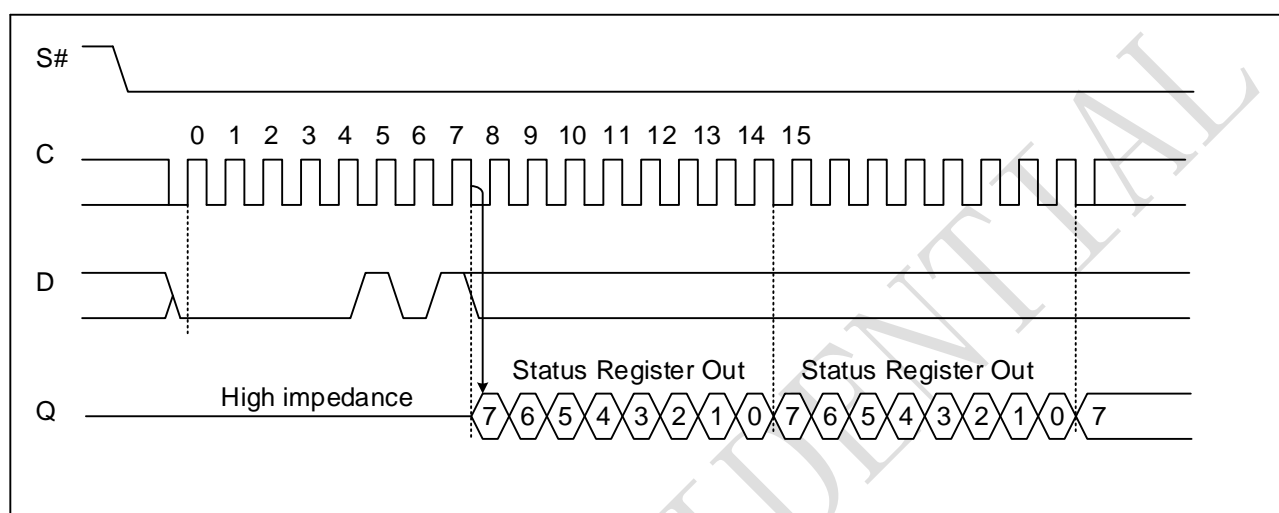 S#
0 1 2 3 4 5 6 7 8 9 10 11 12 13 14 15
C
D
Status Register Out Status Register Out
High impedance
Q 7 6 5 4 3 2 1 0 7 6 5 4 3 2 1 0 7
DENTIAL